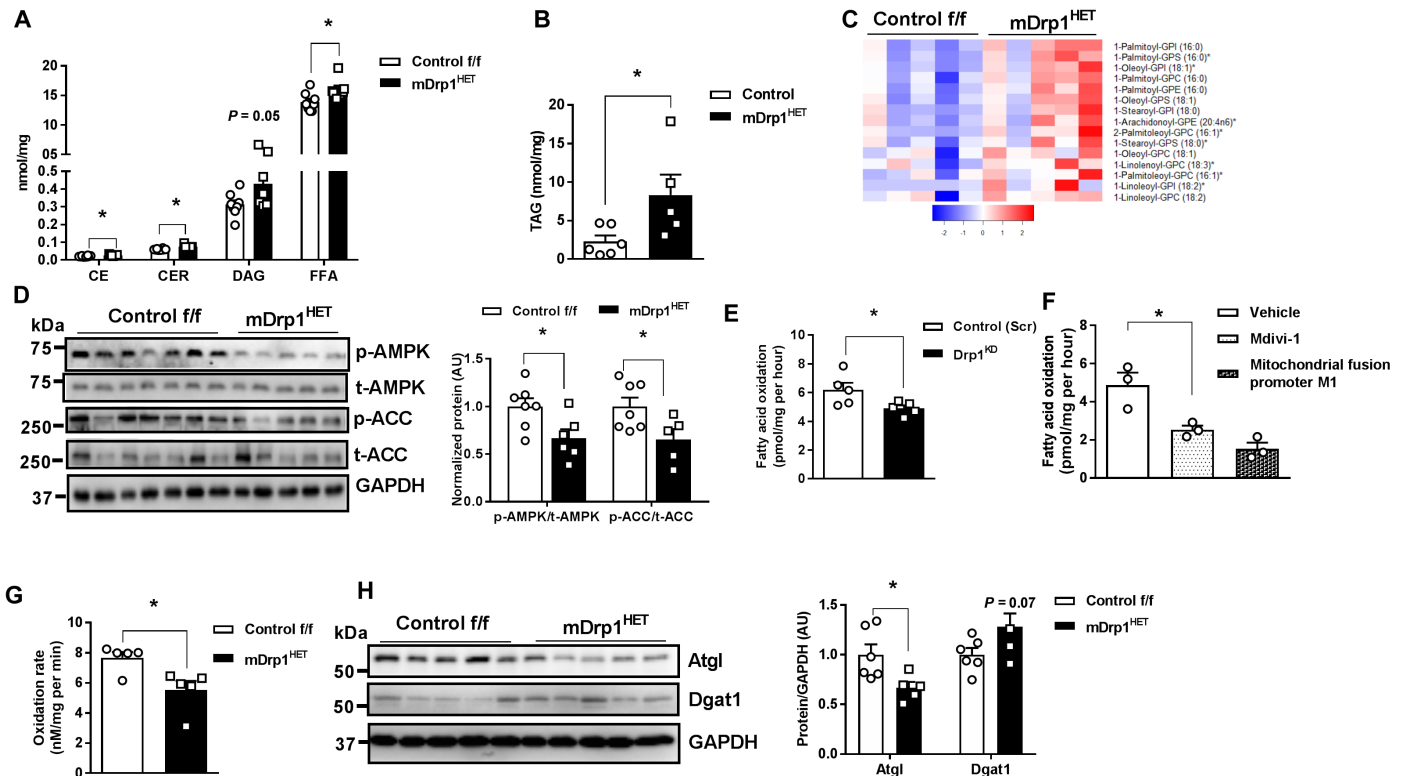 A
*
Control f/f
mDrp1HET
20
15
10
05
0.5
0.4
0.3
0.2
0.1
0.0
nmol/mg
P = 0.05
*
*
CE
CER
DAG
FFA
B
*
Control
mDrp1HET
20
15
10
5
0
TAG (nmol/mg)
C
Control f/f
mDrp1HET
1-Palmitoyl-GPI (16:0)
1-Palmitoyl-GPS (16:0)*
1-Oleoyl-GPI (18:1)*
1-Palmitoyl-GPC (16:0)
1-Palmitoyl-GPE (16:0)
1-Oleoyl-GPS (18:1)
1-Stearoyl-GPI (18:0)
1-Arachidonoyl-GPE (20:4n6)*
2-Palmitoleoyl-GPC (16:1)*
1-Stearoyl-GPS (18:0)*
1-Oleoyl-GPC (18:1)
1-Linolenoyl-GPC (18:3)*
1-Palmitoleoyl-GPC (16:1)*
1-Linoleoyl-GPI (18:2)*
1-Linoleoyl-GPC (18:2)
-2 -1 0 1 2
D
kDa
Control f/f
mDrp1HET
75
p-AMPK
75
t-AMPK
250
p-ACC
250
t-ACC
37
GAPDH
Control f/f
mDrp1HET
*
*
1.5
1.0
0.5
0.0
Normalized protein (AU)
p-AMPK/t-AMPK
p-ACC/t-ACC
E
*
Control (Scr)
Drp1KD
10
8
6
4
2
0
Fatty acid oxidation
(pmol/mg per hour)
F
*
Vehicle
Mdivi-1
Mitochondrial fusion
promoter M1
8
6
4
2
0
Fatty acid oxidation
(pmol/mg per hour)
G
*
Control f/f
mDrp1HET
10
8
6
4
2
0
Oxidation rate
(nM/mg per min)
H
kDa
Control f/f
mDrp1HET
50
Atgl
50
Dgat1
37
GAPDH
*
P = 0.07
Control f/f
mDrp1HET
1.5
1.0
0.5
0.0
Protein/GAPDH (AU)
Atgl
Dgat1